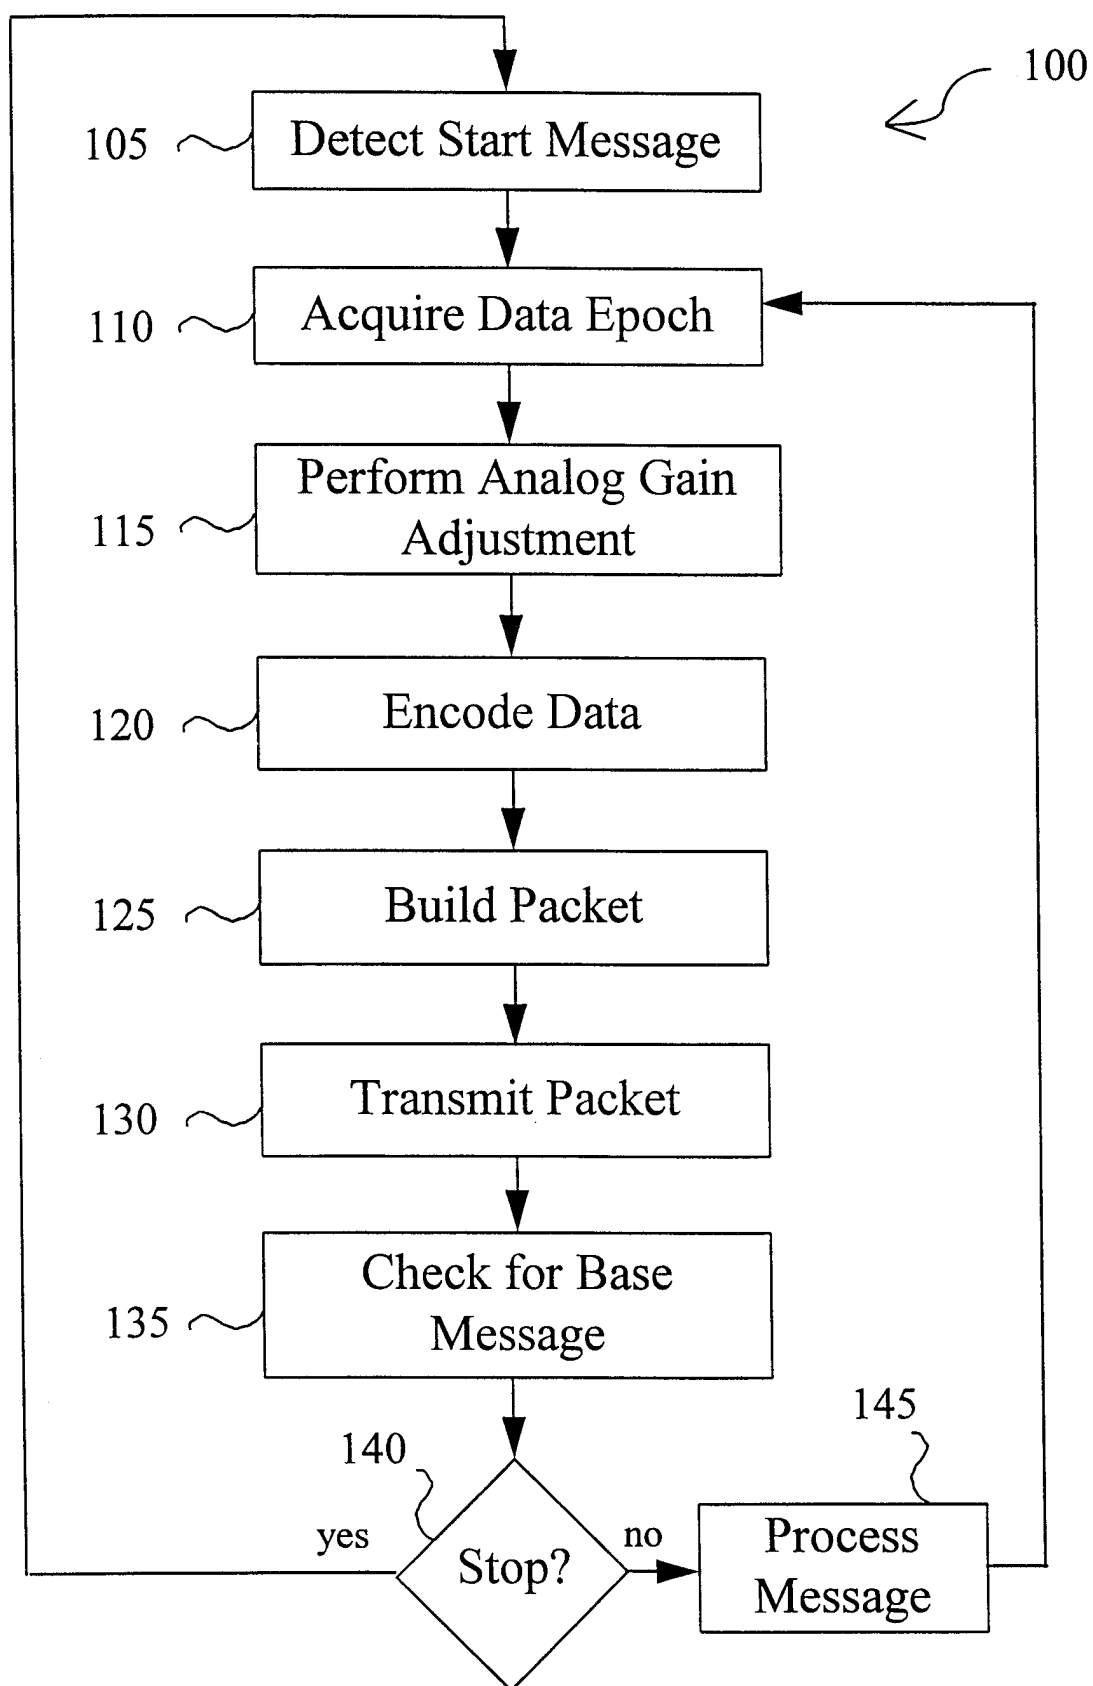 100
105
Detect Start Message
110
Acquire Data Epoch
115
Perform Analog Gain
Adjustment
120
Encode Data
125
Build Packet
130
Transmit Packet
135
Check for Base
Message
140
145
yes
Stop?
no
Process
Message